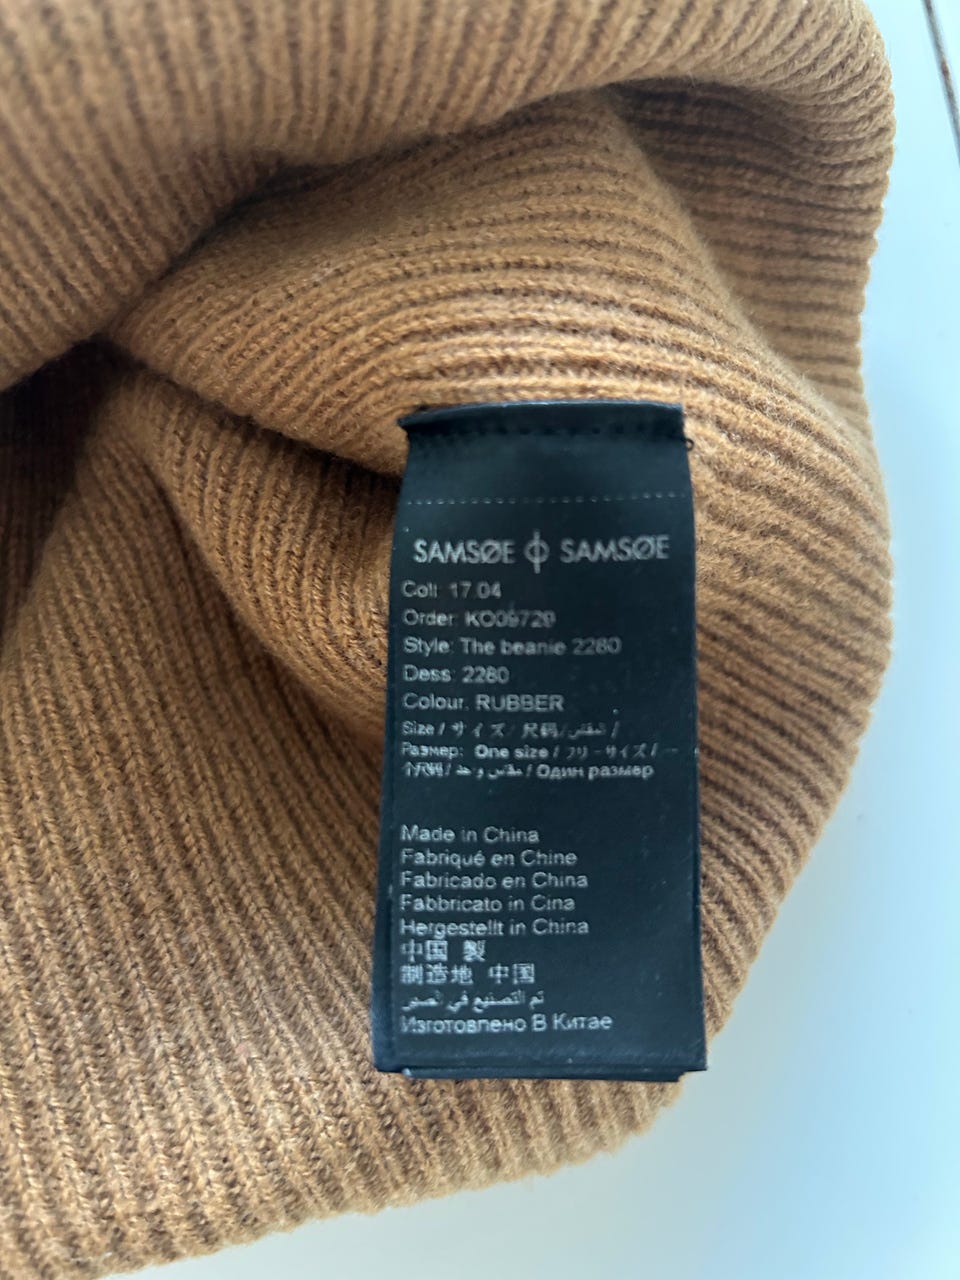 SAMSØE ϕ SAMSØE
Coll: 17.04
Order: KO09720
Style: The beanie 2280
Dess: 2280
Colour: RUBBER
Size / サイズ / 尺码 / المقاس /
Размер: One size / フリーサイズ / 一
个尺码 / مقاس واحد / Один размер
Made in China
Fabriqué en Chine
Fabricado en China
Fabbricato in Cina
Hergestellt in China
中国 製
制造地 中国
تم التصنيع في الصين
Изготовлено В Китае